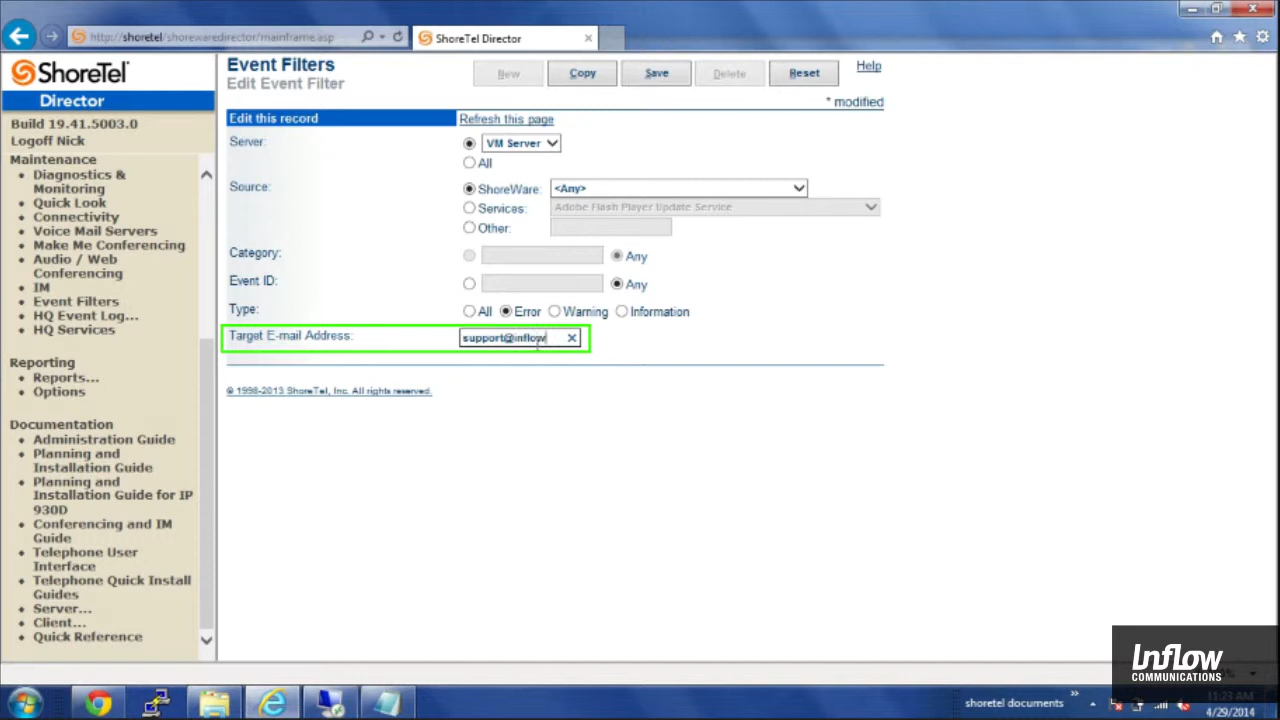 http://shoretel/shorewaredirector/mainframe.asp
ShoreTel Director
ShoreTel
Director
Build 19.41.5003.0
Logoff Nick
Maintenance
Diagnostics &
Monitoring
Quick Look
Connectivity
Voice Mail Servers
Make Me Conferencing
Audio / Web
Conferencing
IM
Event Filters
HQ Event Log...
HQ Services
Reporting
Reports...
Options
Documentation
Administration Guide
Planning and
Installation Guide
Planning and
Installation Guide for IP
930D
Conferencing and IM
Guide
Telephone User
Interface
Telephone Quick Install
Guides
Server...
Client...
Quick Reference
Event Filters
Edit Event Filter
New Copy Save Delete Reset Help
* modified
Edit this record Refresh this page
Server: VM Server
All
Source: ShoreWare: <Any>
Services: Adobe Flash Player Update Service
Other:
Category: Any
Event ID: Any
Type: All Error Warning Information
Target E-mail Address: support@inflow
© 1998-2013 ShoreTel, Inc. All rights reserved.
Inflow
COMMUNICATIONS
shoretel documents
11:23 AM
4/29/2014